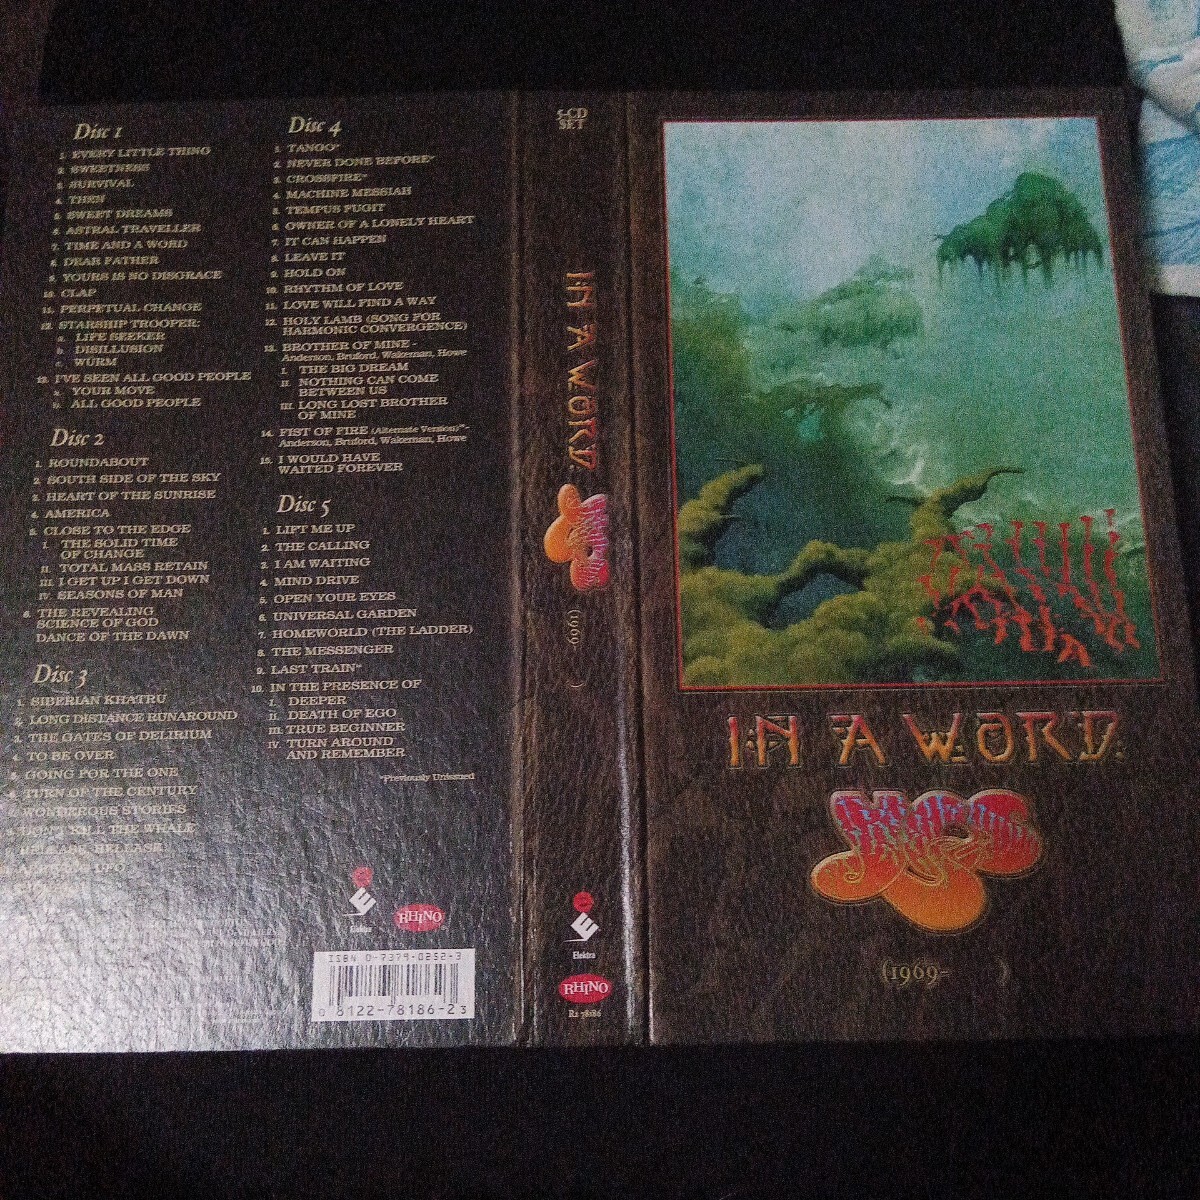 Disc 1
1. EVERY LITTLE THING
2. SWEETNESS
3. SURVIVAL
4. THEN
5. SWEET DREAMS
6. ASTRAL TRAVELLER
7. TIME AND A WORD
8. DEAR FATHER
9. YOURS IS NO DISGRACE
10. CLAP
11. PERPETUAL CHANGE
12. STARSHIP TROOPER:
a. LIFE SEEKER
b. DISILLUSION
c. WÜRM
13. I'VE SEEN ALL GOOD PEOPLE
a. YOUR MOVE
b. ALL GOOD PEOPLE
Disc 2
1. ROUNDABOUT
2. SOUTH SIDE OF THE SKY
3. HEART OF THE SUNRISE
4. AMERICA
5. CLOSE TO THE EDGE
I. THE SOLID TIME
OF CHANGE
II. TOTAL MASS RETAIN
III. I GET UP I GET DOWN
IV. SEASONS OF MAN
6. THE REVEALING
SCIENCE OF GOD
DANCE OF THE DAWN
Disc 3
1. SIBERIAN KHATRU
2. LONG DISTANCE RUNAROUND
3. THE GATES OF DELIRIUM
4. TO BE OVER
5. GOING FOR THE ONE
6. TURN OF THE CENTURY
WONDEROUS STORIES
DON'T KILL THE WHALE
RELEASE, RELEASE
Disc 4
1. TANGO*
2. NEVER DONE BEFORE*
3. CROSSFIRE*
4. MACHINE MESSIAH
5. TEMPUS FUGIT
6. OWNER OF A LONELY HEART
7. IT CAN HAPPEN
8. LEAVE IT
9. HOLD ON
10. RHYTHM OF LOVE
11. LOVE WILL FIND A WAY
12. HOLY LAMB (SONG FOR
HARMONIC CONVERGENCE)
13. BROTHER OF MINE -
Anderson, Bruford, Wakeman, Howe
I. THE BIG DREAM
II. NOTHING CAN COME
BETWEEN US
III. LONG LOST BROTHER
OF MINE
14. FIST OF FIRE (Alternate Version)*-
Anderson, Bruford, Wakeman, Howe
15. I WOULD HAVE
WAITED FOREVER
Disc 5
1. LIFT ME UP
2. THE CALLING
3. I AM WAITING
4. MIND DRIVE
5. OPEN YOUR EYES
6. UNIVERSAL GARDEN
7. HOMEWORLD (THE LADDER)
8. THE MESSENGER
9. LAST TRAIN*
10. IN THE PRESENCE OF
I. DEEPER
II. DEATH OF EGO
III. TRUE BEGINNER
IV. TURN AROUND
AND REMEMBER
*Previously Unissued
Elektra
RHINO
ISBN 0-7379-0252-3
0 8122-78186-2 3
5-CD
SET
IN A WORD:
YES
(1969- )
Elektra
RHINO
R2 78186
IN A WORD:
YES
(1969- )